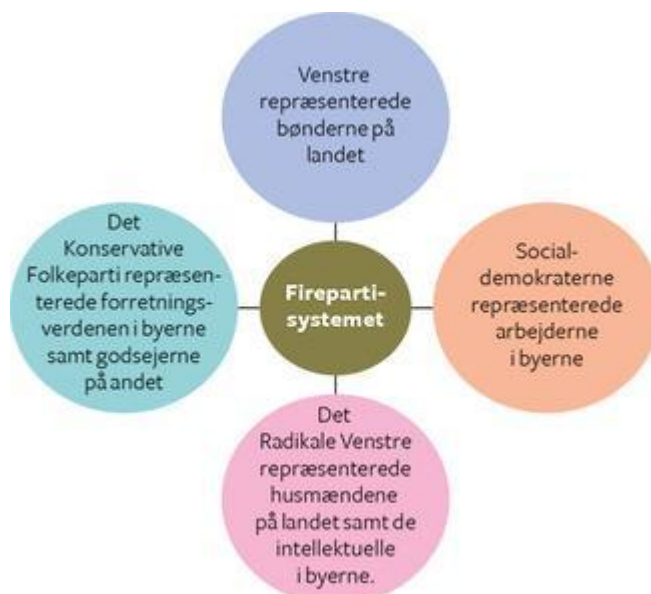 Venstre
repræsenterede
bønderne på
landet
Det
Konservative
Folkeparti repræsen-
terede forretnings-
verdenen i byerne
samt godsejerne
på andet
Fireparti-
systemet
Social-
demokraterne
repræsenterede
arbejderne
i byerne
Det
Radikale Venstre
repræsenterede
husmændene
på landet samt de
intellektuelle
i byerne.